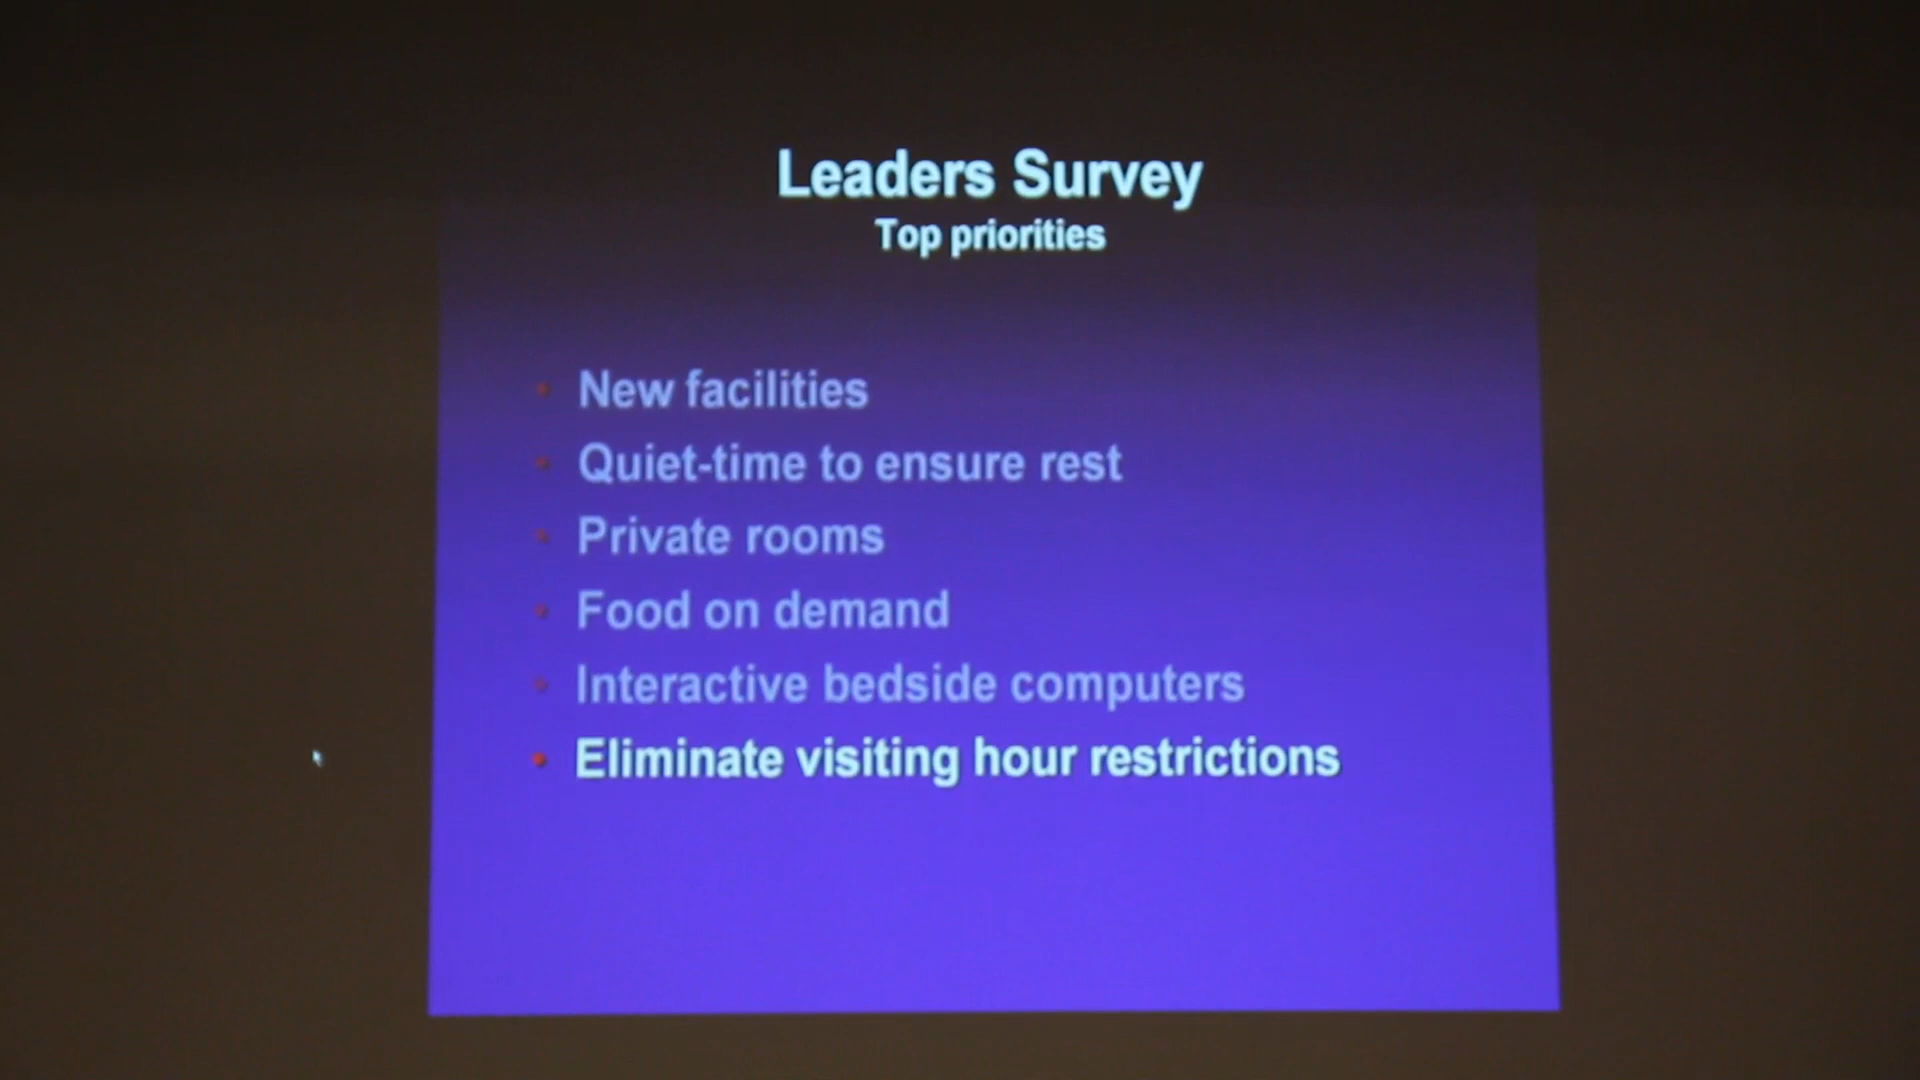 Leaders Survey
Top priorities
• New facilities
• Quiet-time to ensure rest
• Private rooms
• Food on demand
• Interactive bedside computers
• Eliminate visiting hour restrictions